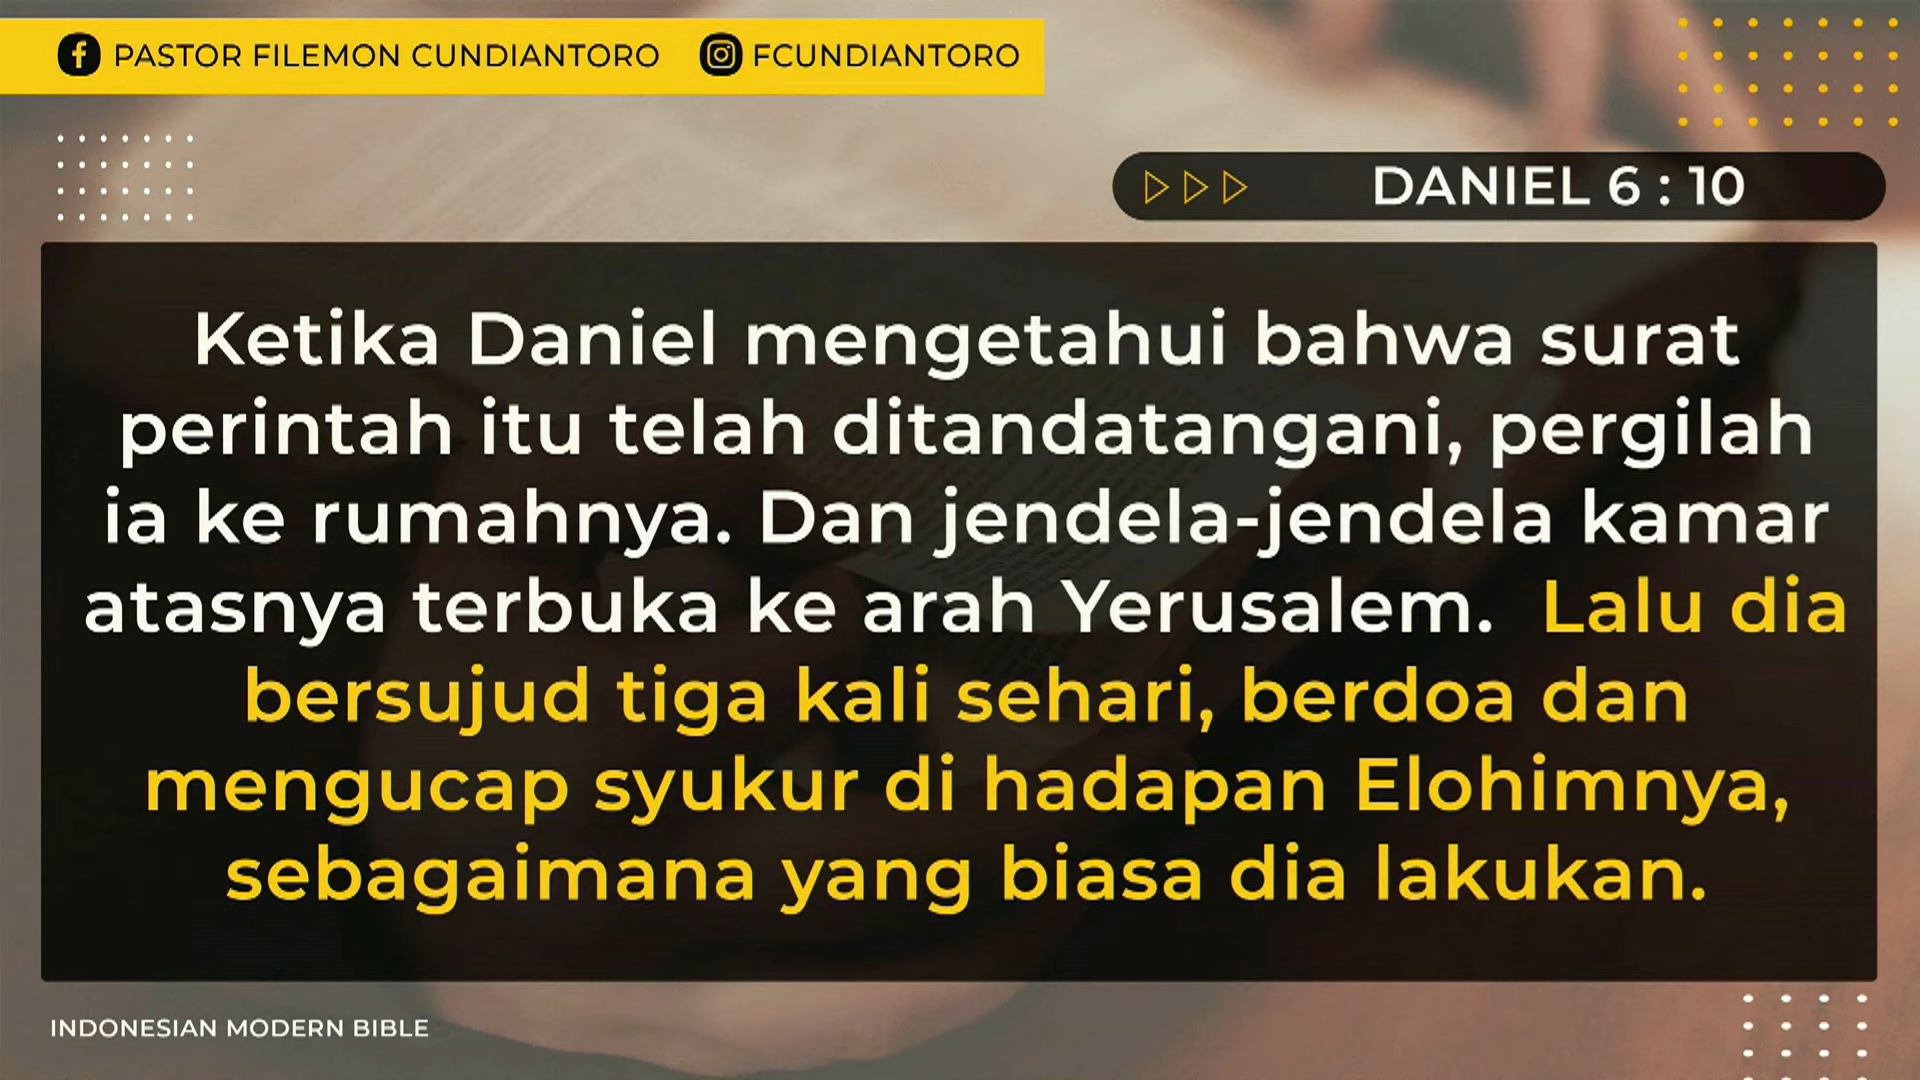 PASTOR FILEMON CUNDIANTORO FCUNDIANTORO
DANIEL 6 : 10
Ketika Daniel mengetahui bahwa surat
perintah itu telah ditandatangani, pergilah
ia ke rumahnya. Dan jendela-jendela kamar
atasnya terbuka ke arah Yerusalem. Lalu dia
bersujud tiga kali sehari, berdoa dan
mengucap syukur di hadapan Elohimnya,
sebagaimana yang biasa dia lakukan.
INDONESIAN MODERN BIBLE